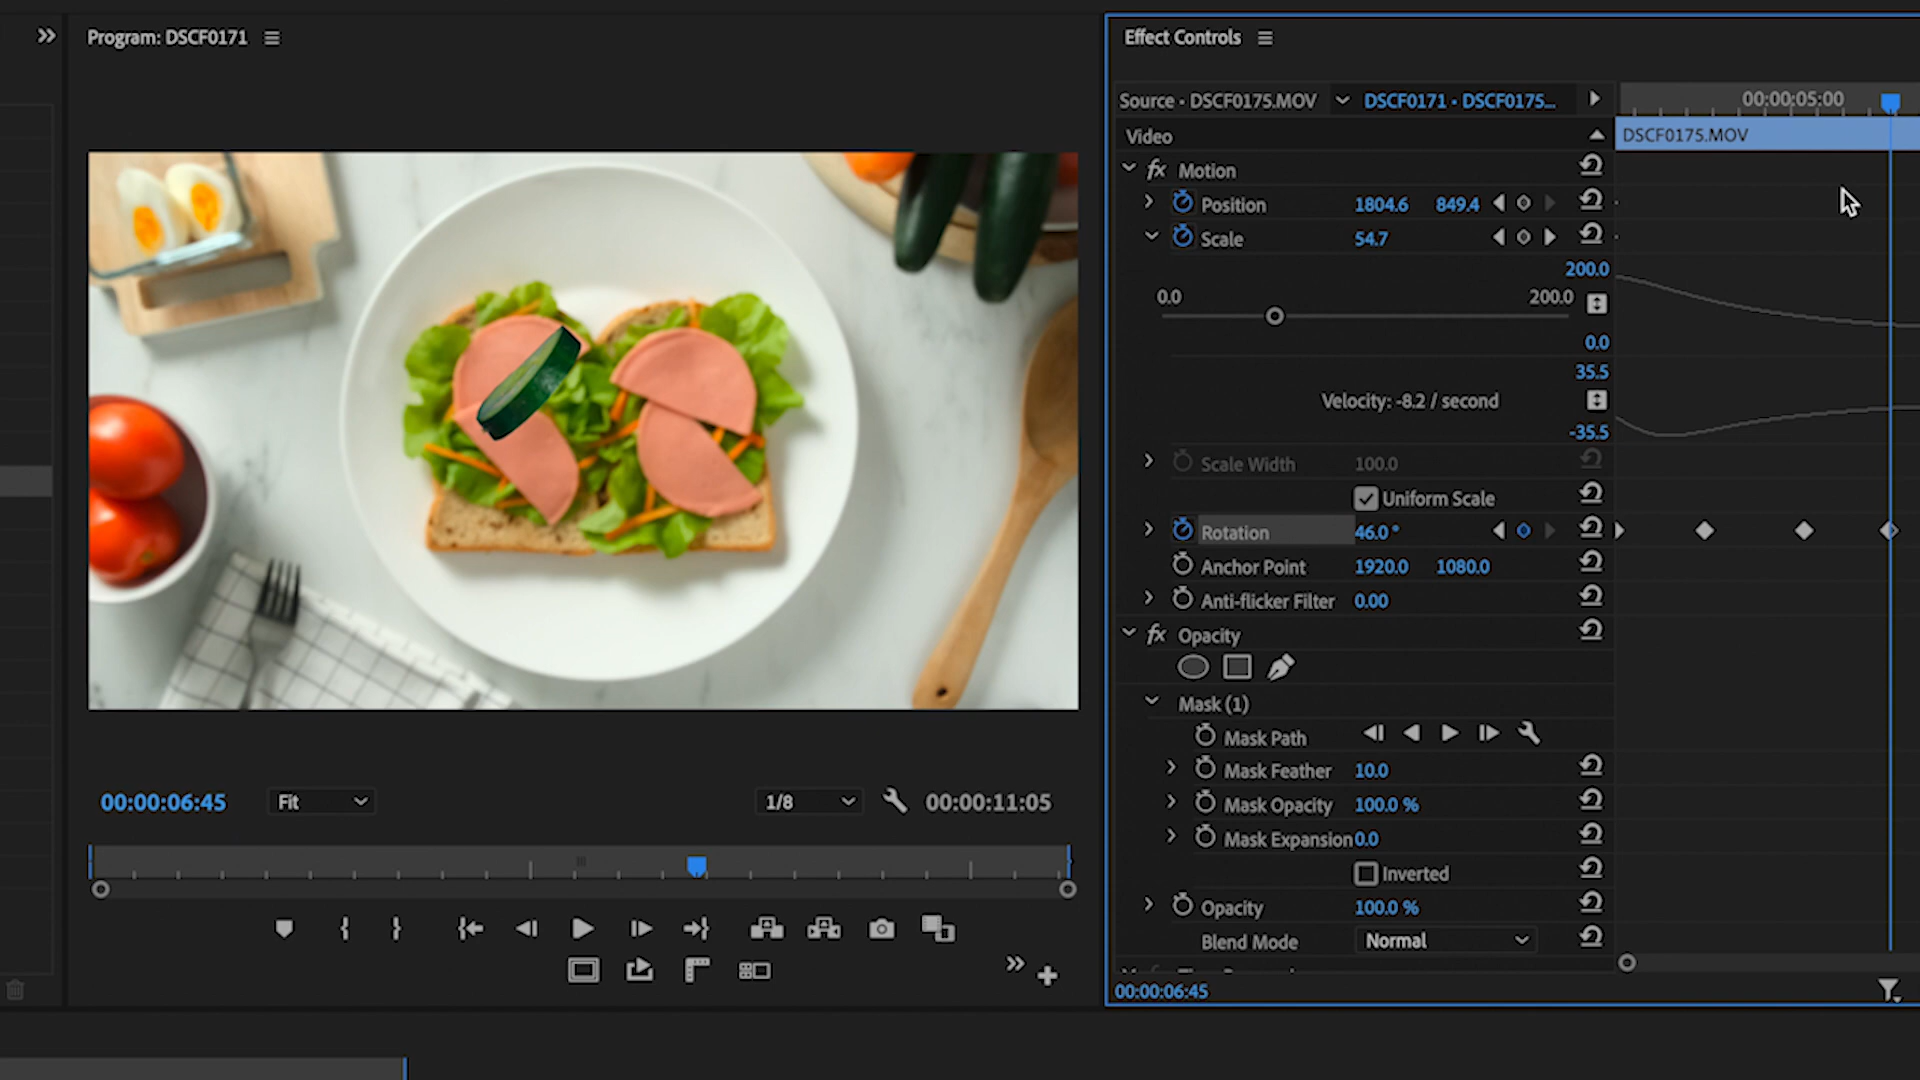 Program: DSCF0171
00:00:06:45
Fit
1/8
00:00:11:05
Effect Controls
Source • DSCF0175.MOV
DSCF0171 • DSCF0175...
00:00:05:00
Video
DSCF0175.MOV
fx Motion
Position 1804.6 849.4
Scale 54.7
200.0
0.0 200.0
0.0
35.5
Velocity: -8.2 / second
-35.5
Scale Width 100.0
Uniform Scale
Rotation 46.0 °
Anchor Point 1920.0 1080.0
Anti-flicker Filter 0.00
fx Opacity
Mask (1)
Mask Path
Mask Feather 10.0
Mask Opacity 100.0 %
Mask Expansion 0.0
Inverted
Opacity 100.0 %
Blend Mode Normal
00:00:06:45